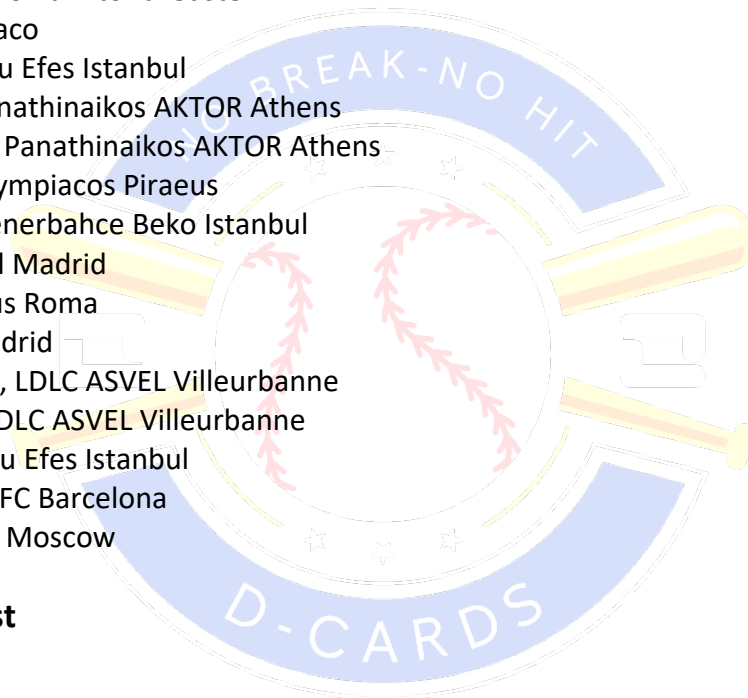 aco
u Efes Istanbul
nathinaikos AKTOR Athens
Panathinaikos AKTOR Athens
ympiacos Piraeus
enerbahce Beko Istanbul
l Madrid
us Roma
drid
, LDLC ASVEL Villeurbanne
DLC ASVEL Villeurbanne
u Efes Istanbul
FC Barcelona
Moscow
st
NO BREAK-NO HIT
D-CARDS